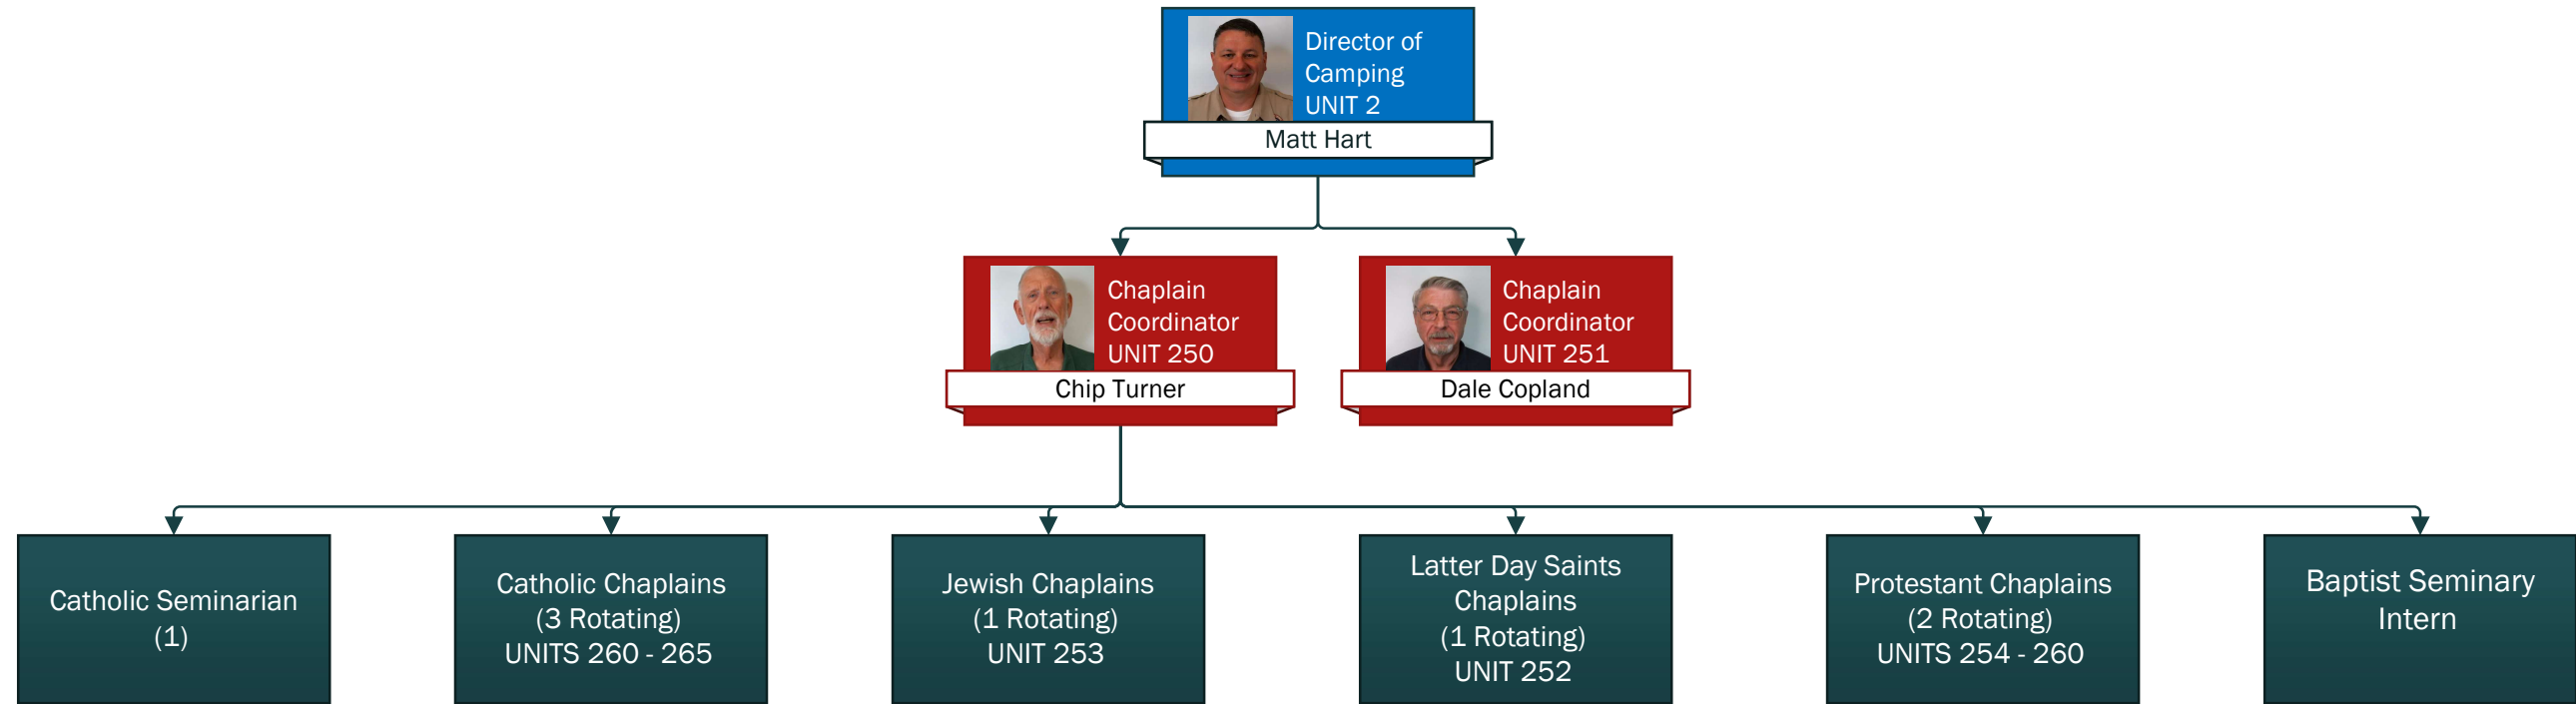 Director of
Camping
UNIT 2
Matt Hart
Chaplain
Coordinator
UNIT 250
Chip Turner
Chaplain
Coordinator
UNIT 251
Dale Copland
Catholic Seminarian
(1)
Catholic Chaplains
(3 Rotating)
UNITS 260 - 265
Jewish Chaplains
(1 Rotating)
UNIT 253
Latter Day Saints
Chaplains
(1 Rotating)
UNIT 252
Protestant Chaplains
(2 Rotating)
UNITS 254 - 260
Baptist Seminary
Intern